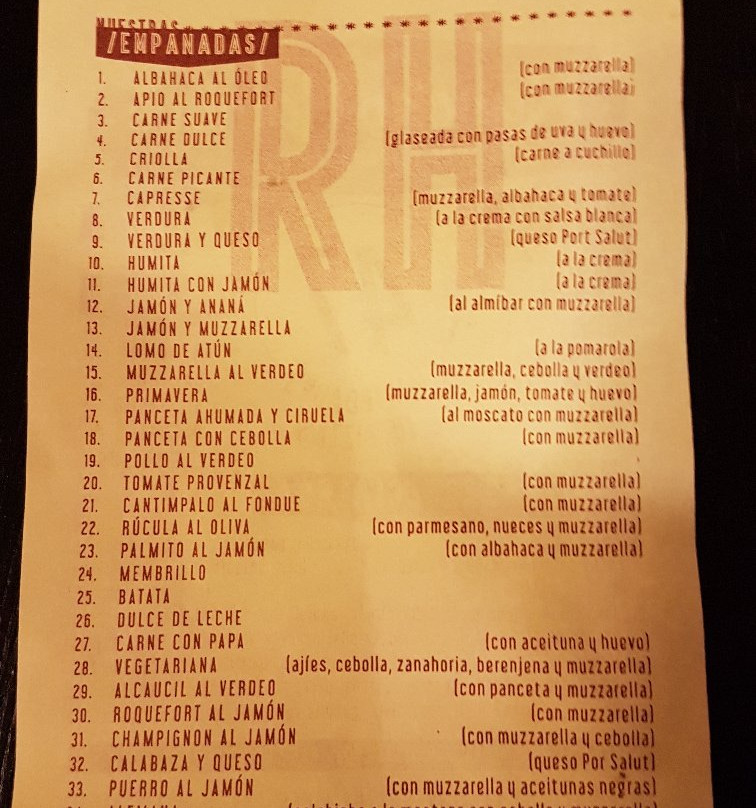 MUESTRAS
/EMPANADAS/
RH
1. ALBAHACA AL ÓLEO (con muzzarella)
2. APIO AL ROQUEFORT (con muzzarella)
3. CARNE SUAVE
4. CARNE DULCE (glaseada con pasas de uva y huevo)
5. CRIOLLA (carne a cuchillo)
6. CARNE PICANTE
7. CAPRESSE (muzzarella, albahaca y tomate)
8. VERDURA (a la crema con salsa blanca)
9. VERDURA Y QUESO (queso Port Salut)
10. HUMITA (a la crema)
11. HUMITA CON JAMÓN (a la crema)
12. JAMÓN Y ANANÁ (al almíbar con muzzarella)
13. JAMÓN Y MUZZARELLA
14. LOMO DE ATÚN (a la pomarola)
15. MUZZARELLA AL VERDEO (muzzarella, cebolla y verdeo)
16. PRIMAVERA (muzzarella, jamón, tomate y huevo)
17. PANCETA AHUMADA Y CIRUELA (al moscato con muzzarella)
18. PANCETA CON CEBOLLA (con muzzarella)
19. POLLO AL VERDEO
20. TOMATE PROVENZAL (con muzzarella)
21. CANTIMPALO AL FONDUE (con muzzarella)
22. RÚCULA AL OLIVA (con parmesano, nueces y muzzarella)
23. PALMITO AL JAMÓN (con albahaca y muzzarella)
24. MEMBRILLO
25. BATATA
26. DULCE DE LECHE
27. CARNE CON PAPA (con aceituna y huevo)
28. VEGETARIANA (ajíes, cebolla, zanahoria, berenjena y muzzarella)
29. ALCAUCIL AL VERDEO (con panceta y muzzarella)
30. ROQUEFORT AL JAMÓN (con muzzarella)
31. CHAMPIGNON AL JAMÓN (con muzzarella y cebolla)
32. CALABAZA Y QUESO (queso Por Salut)
33. PUERRO AL JAMÓN (con muzzarella y aceitunas negras)